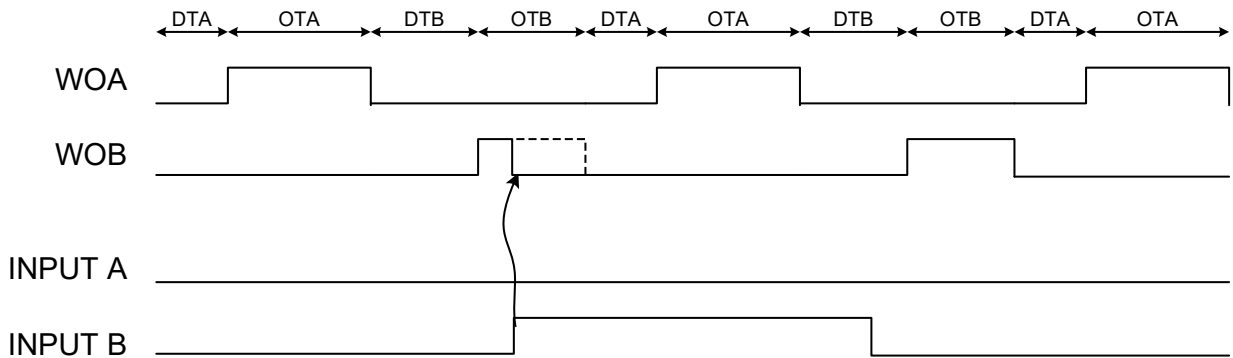 DTA OTA DTB OTB DTA OTA DTB OTB DTA OTA
WOA
WOB
INPUT A
INPUT B